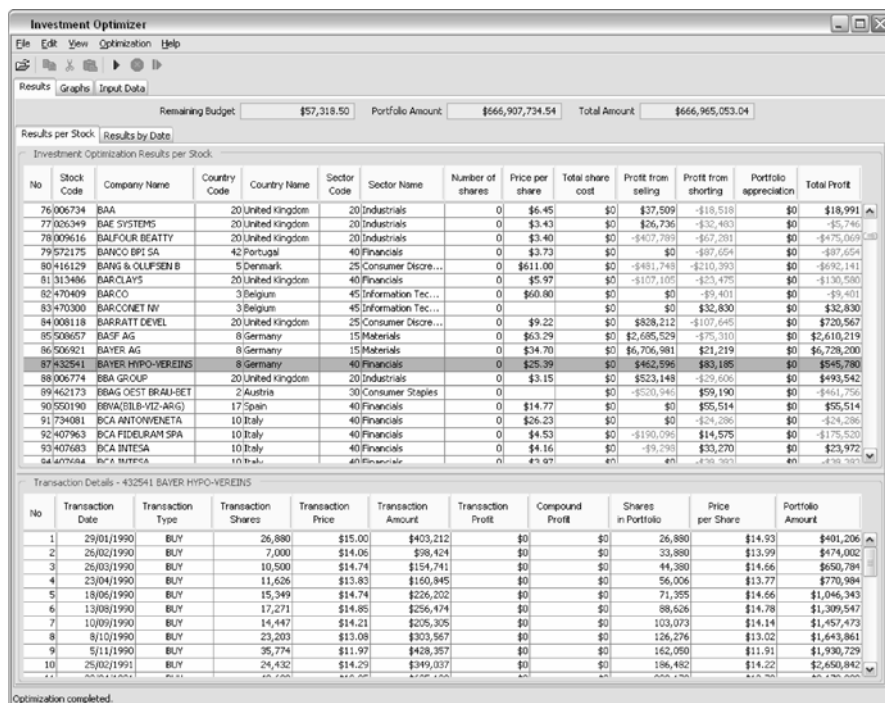 Investment Optimizer
File Edit View Optimization Help
Results Graphs Input Data
Remaining Budget $57,318.50 Portfolio Amount $666,907,734.54 Total Amount $666,965,053.04
Results per Stock Results by Date
Investment Optimization Results per Stock
No Stock Code Company Name Country Code Country Name Sector Code Sector Name Number of shares Price per share Total share cost Profit from selling Profit from shorting Portfolio appreciation Total Profit
76 006734 BAA 20 United Kingdom 20 Industrials 0 $6.45 $0 $37,509 -$18,518 $0 $18,991
77 026349 BAE SYSTEMS 20 United Kingdom 20 Industrials 0 $3.43 $0 $26,736 -$32,483 $0 -$5,746
78 009616 BALFOUR BEATTY 20 United Kingdom 20 Industrials 0 $3.40 $0 -$407,789 -$67,281 $0 -$475,069
79 572175 BANCO BPI SA 42 Portugal 40 Financials 0 $3.73 $0 $0 -$87,654 $0 -$87,654
80 416129 BANG & OLUFSEN B 5 Denmark 25 Consumer Discre... 0 $611.00 $0 -$481,748 -$210,393 $0 -$692,141
81 313486 BARCLAYS 20 United Kingdom 40 Financials 0 $5.97 $0 -$107,105 -$23,475 $0 -$130,580
82 470409 BARCO 3 Belgium 45 Information Tec... 0 $60.80 $0 $0 -$9,401 $0 -$9,401
83 470300 BARCONET NV 3 Belgium 45 Information Tec... 0 $0 $0 $32,830 $0 $32,830
84 008118 BARRATT DEVEL 20 United Kingdom 25 Consumer Discre... 0 $9.22 $0 $828,212 -$107,645 $0 $720,567
85 508657 BASF AG 8 Germany 15 Materials 0 $63.29 $0 $2,685,529 -$75,310 $0 $2,610,219
86 506921 BAYER AG 8 Germany 15 Materials 0 $34.70 $0 $6,706,981 $21,219 $0 $6,728,200
87 432541 BAYER HYPO-VEREINS 8 Germany 40 Financials 0 $25.39 $0 $462,596 $83,185 $0 $545,780
88 006774 BBA GROUP 20 United Kingdom 20 Industrials 0 $3.15 $0 $523,148 -$29,606 $0 $493,542
89 462173 BBAG OEST BRAU-BET 2 Austria 30 Consumer Staples 0 $0 -$520,946 $59,190 $0 -$461,756
90 550190 BBVA(BILB-VIZ-ARG) 17 Spain 40 Financials 0 $14.77 $0 $0 $55,514 $0 $55,514
91 734081 BCA ANTONVENETA 10 Italy 40 Financials 0 $26.23 $0 $0 -$24,286 $0 -$24,286
92 407963 BCA FIDEURAM SPA 10 Italy 40 Financials 0 $4.53 $0 -$190,096 $14,575 $0 -$175,520
93 407683 BCA INTESA 10 Italy 40 Financials 0 $4.16 $0 -$9,298 $33,270 $0 $23,972
94 407684 BCA INTESA 10 Italy 40 Financials 0 $3.97 $0 $0 $0
Transaction Details - 432541 BAYER HYPO-VEREINS
No Transaction Date Transaction Type Transaction Shares Transaction Price Transaction Amount Transaction Profit Compound Profit Shares in Portfolio Price per Share Portfolio Amount
1 29/01/1990 BUY 26,880 $15.00 $403,212 $0 $0 26,880 $14.93 $401,206
2 26/02/1990 BUY 7,000 $14.06 $98,424 $0 $0 33,880 $13.99 $474,002
3 26/03/1990 BUY 10,500 $14.74 $154,741 $0 $0 44,380 $14.66 $650,784
4 23/04/1990 BUY 11,626 $13.83 $160,845 $0 $0 56,006 $13.77 $770,984
5 18/06/1990 BUY 15,349 $14.74 $226,202 $0 $0 71,355 $14.66 $1,046,343
6 13/08/1990 BUY 17,271 $14.85 $256,474 $0 $0 88,626 $14.78 $1,309,547
7 10/09/1990 BUY 14,447 $14.21 $205,305 $0 $0 103,073 $14.14 $1,457,473
8 8/10/1990 BUY 23,203 $13.08 $303,567 $0 $0 126,276 $13.02 $1,643,861
9 5/11/1990 BUY 35,774 $11.97 $428,357 $0 $0 162,050 $11.91 $1,930,729
10 25/02/1991 BUY 24,432 $14.29 $349,037 $0 $0 186,482 $14.22 $2,650,842
Optimization completed.